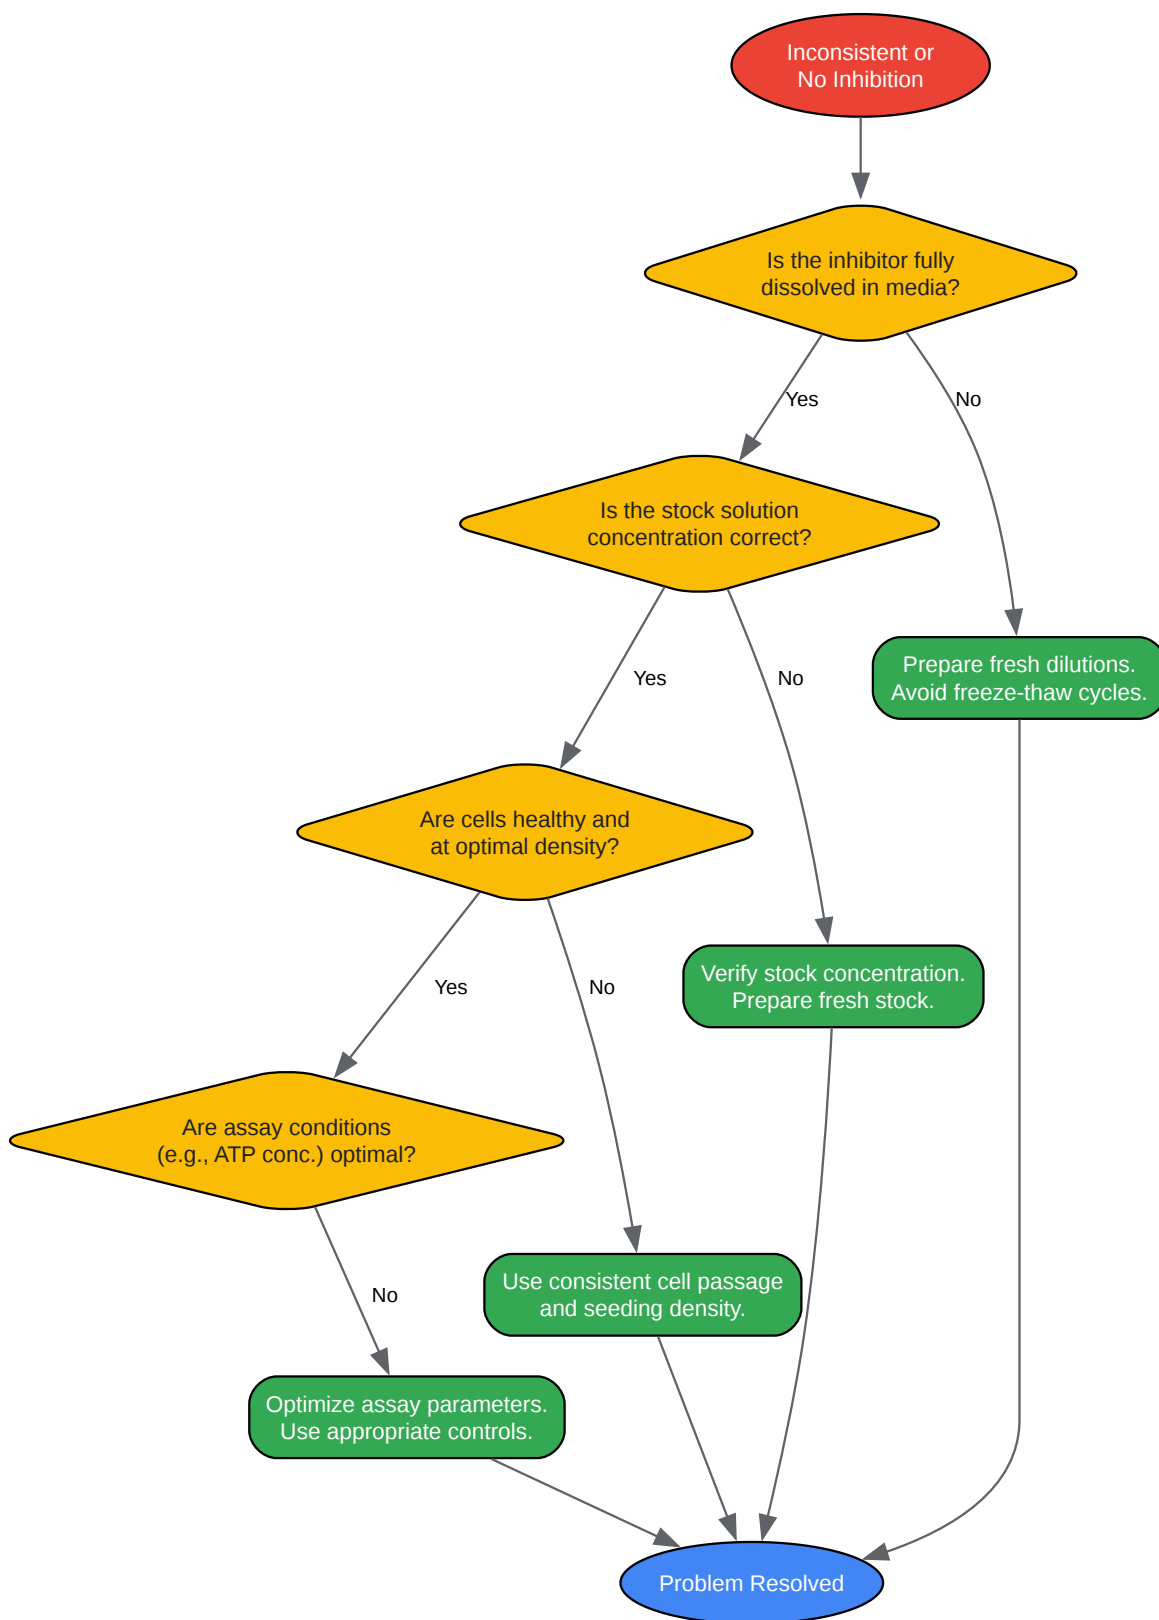 Inconsistent or
No Inhibition
Is the inhibitor fully
dissolved in media?
Yes
No
Is the stock solution
concentration correct?
Yes
No
Prepare fresh dilutions.
Avoid freeze-thaw cycles.
Are cells healthy and
at optimal density?
Yes
No
Verify stock concentration.
Prepare fresh stock.
Are assay conditions
(e.g., ATP conc.) optimal?
No
Use consistent cell passage
and seeding density.
Optimize assay parameters.
Use appropriate controls.
Problem Resolved